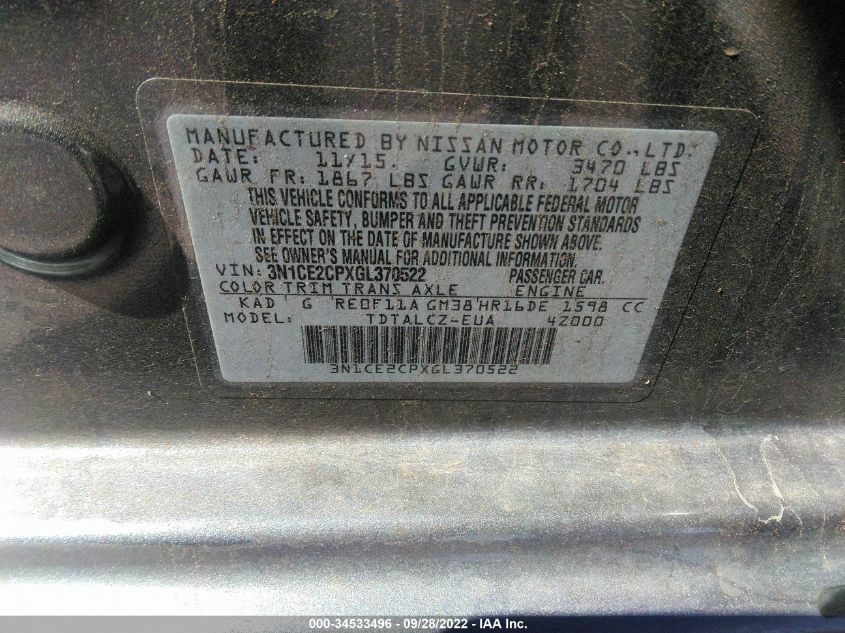 MANUFACTURED BY NISSAN MOTOR CO., LTD.
DATE: 11/15. GVWR: 3470 LBS
GAWR FR: 1867 LBS GAWR RR: 1704 LBS
THIS VEHICLE CONFORMS TO ALL APPLICABLE FEDERAL MOTOR
VEHICLE SAFETY, BUMPER AND THEFT PREVENTION STANDARDS
IN EFFECT ON THE DATE OF MANUFACTURE SHOWN ABOVE.
SEE OWNER'S MANUAL FOR ADDITIONAL INFORMATION.
VIN: 3N1CE2CPXGL370522 PASSENGER CAR.
COLOR TRIM TRANS AXLE ENGINE
KAD G RE0F11A GM38 HR16DE 1598 CC
MODEL: TDTALCZ-EUA 4Z000
3N1CE2CPXGL370522
000-34533496 - 09/28/2022 - IAA Inc.